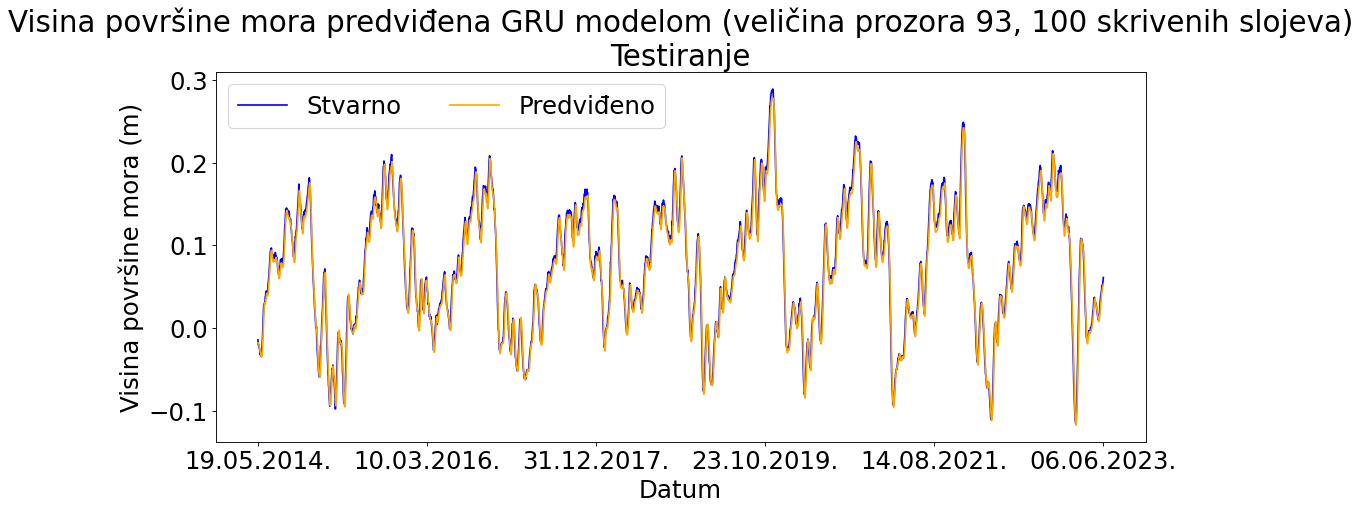 Visina površine mora predviđena GRU modelom (veličina prozora 93, 100 skrivenih slojeva)
Testiranje
Stvarno
Predviđeno
Visina površine mora (m)
0.3
0.2
0.1
0.0
−0.1
19.05.2014.
10.03.2016.
31.12.2017.
23.10.2019.
14.08.2021.
06.06.2023.
Datum